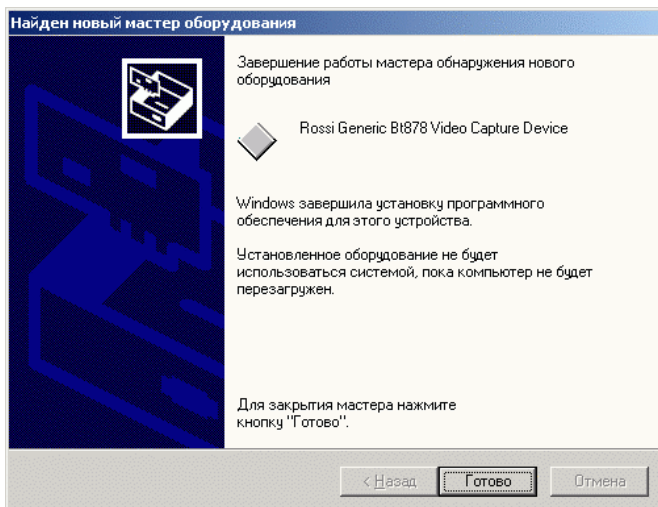 Найден новый мастер оборудования
Завершение работы мастера обнаружения нового
оборудования
Rossi Generic Bt878 Video Capture Device
Windows завершила установку программного
обеспечения для этого устройства.
Установленное оборудование не будет
использоваться системой, пока компьютер не будет
перезагружен.
Для закрытия мастера нажмите
кнопку "Готово".
< Назад
Готово
Отмена